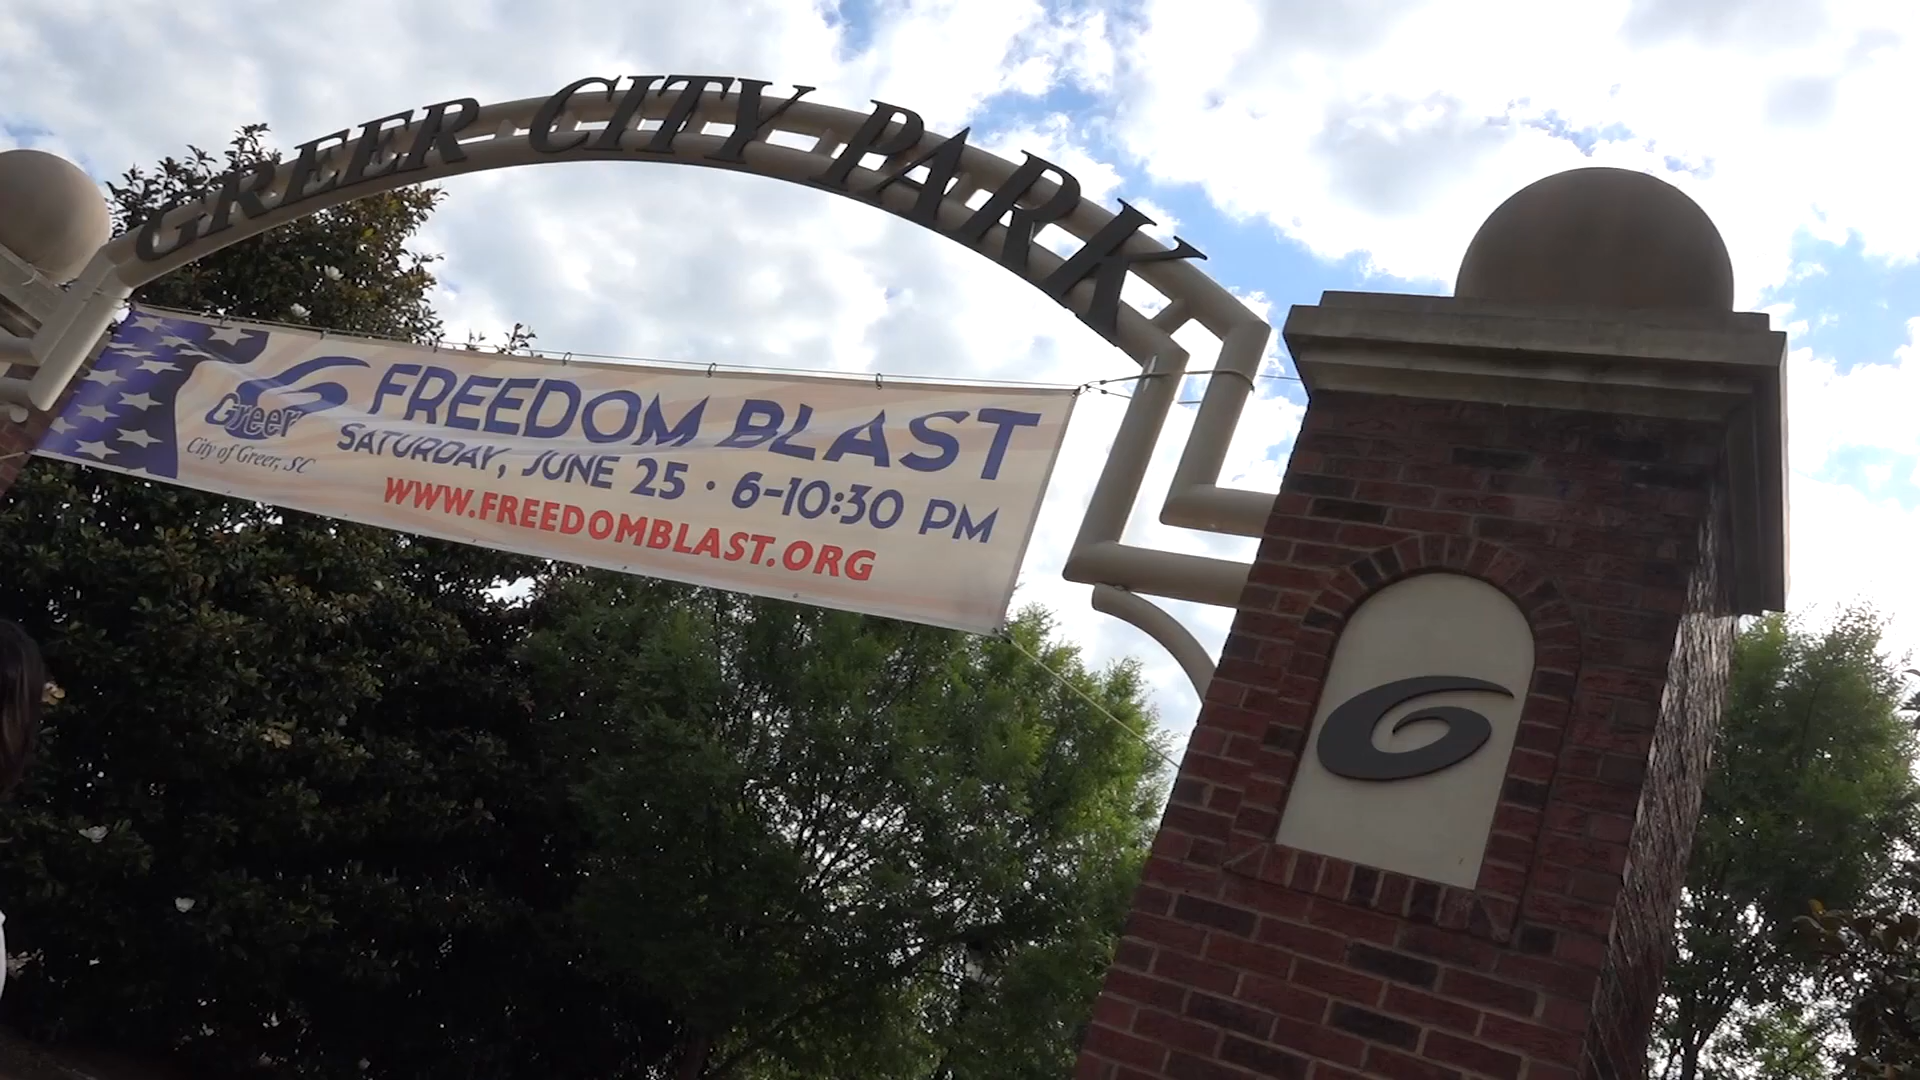 GREER CITY PARK
Greer
City of Greer, SC
FREEDOM BLAST
SATURDAY, JUNE 25 • 6-10:30 PM
WWW.FREEDOMBLAST.ORG
G